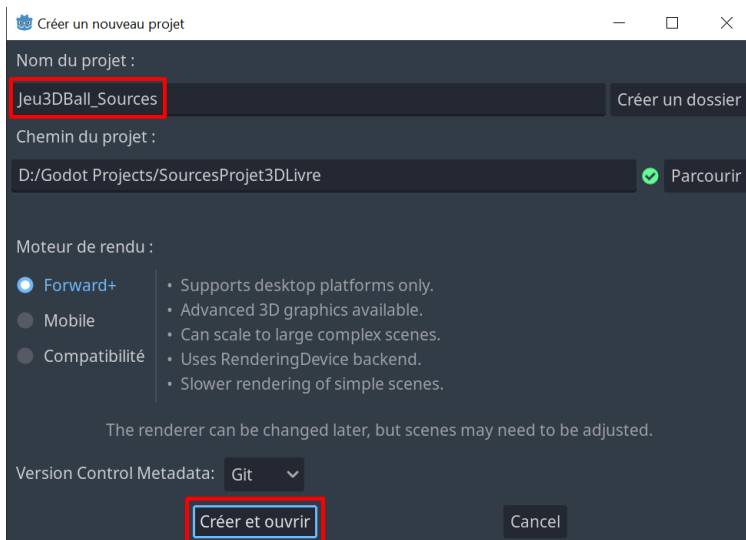 Créer un nouveau projet
Nom du projet :
Jeu3DBall_Sources
Créer un dossier
Chemin du projet :
D:/Godot Projects/SourcesProjet3DLivre
Parcourir
Moteur de rendu :
Forward+
Mobile
Compatibilité
• Supports desktop platforms only.
• Advanced 3D graphics available.
• Can scale to large complex scenes.
• Uses RenderingDevice backend.
• Slower rendering of simple scenes.
The renderer can be changed later, but scenes may need to be adjusted.
Version Control Metadata: Git
Créer et ouvrir
Cancel